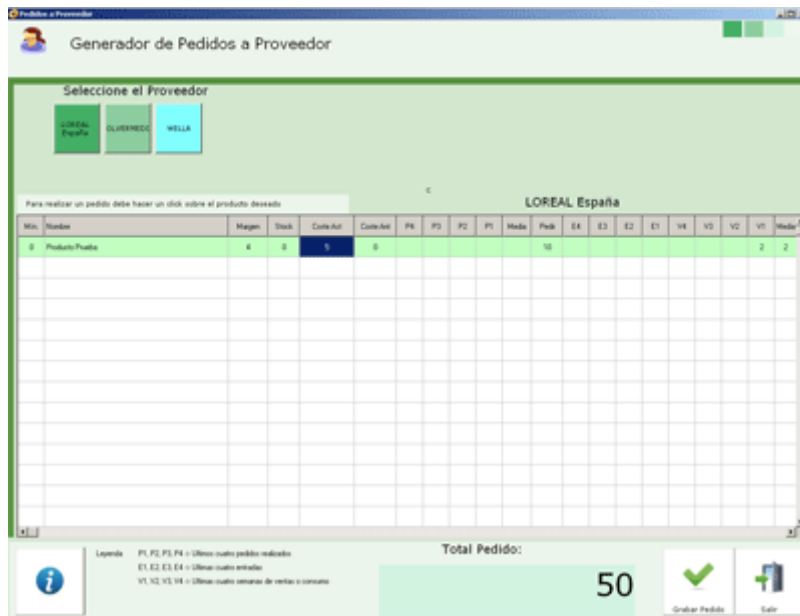 Pedidos a Proveedor
Generador de Pedidos a Proveedor
Seleccione el Proveedor
LOREAL España
OLVERMEDC
WELLA
c
Para realizar un pedido debe hacer un click sobre el producto deseado
LOREAL España
Min. Nombre Margen Stock Coste Act Coste Ant P4 P3 P2 P1 Media Pedir E4 E3 E2 E1 V4 V3 V2 V1 Media
0 Producto Prueba 4 0 5 0 10 2 2
Leyenda P1, P2, P3, P4 -> Ultimos cuatro pedidos realizados
E1, E2, E3, E4 -> Ultimas cuatro entradas
V1, V2, V3, V4 -> Ultimas cuatro semanas de ventas o consumo
Total Pedido:
50
Grabar Pedido
Salir